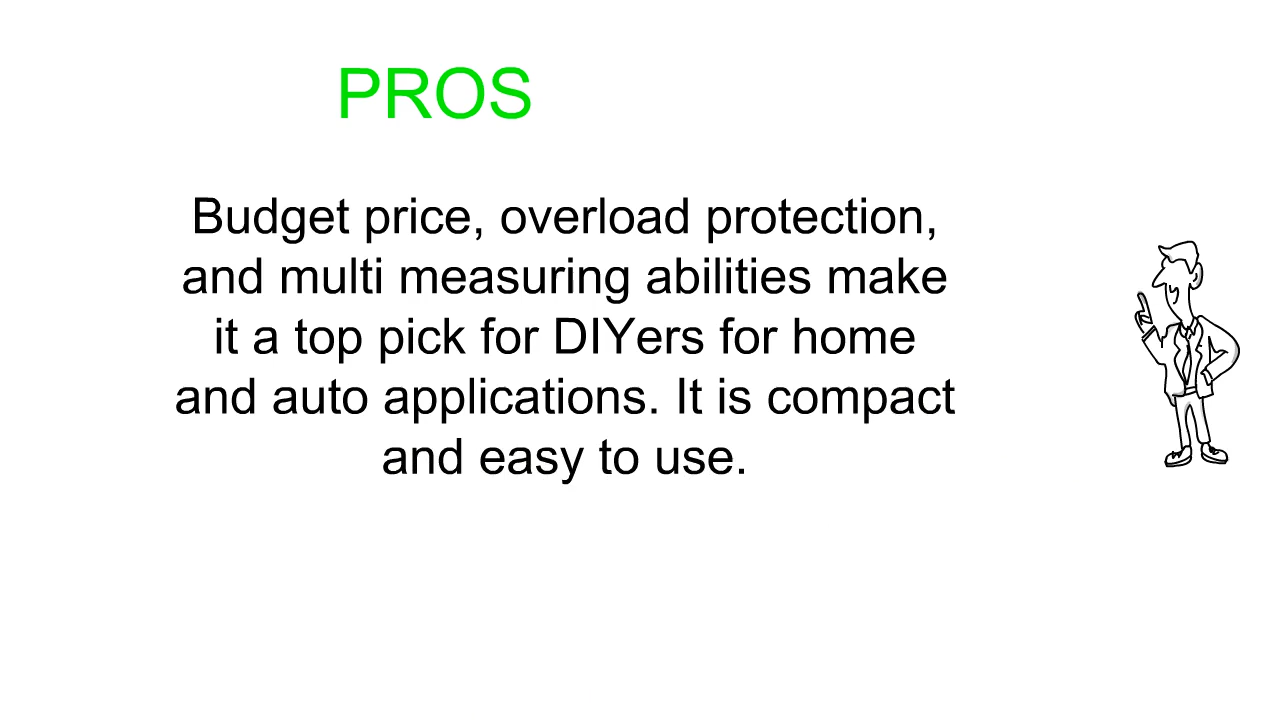 PROS
Budget price, overload protection,
and multi measuring abilities make
it a top pick for DIYers for home
and auto applications. It is compact
and easy to use.